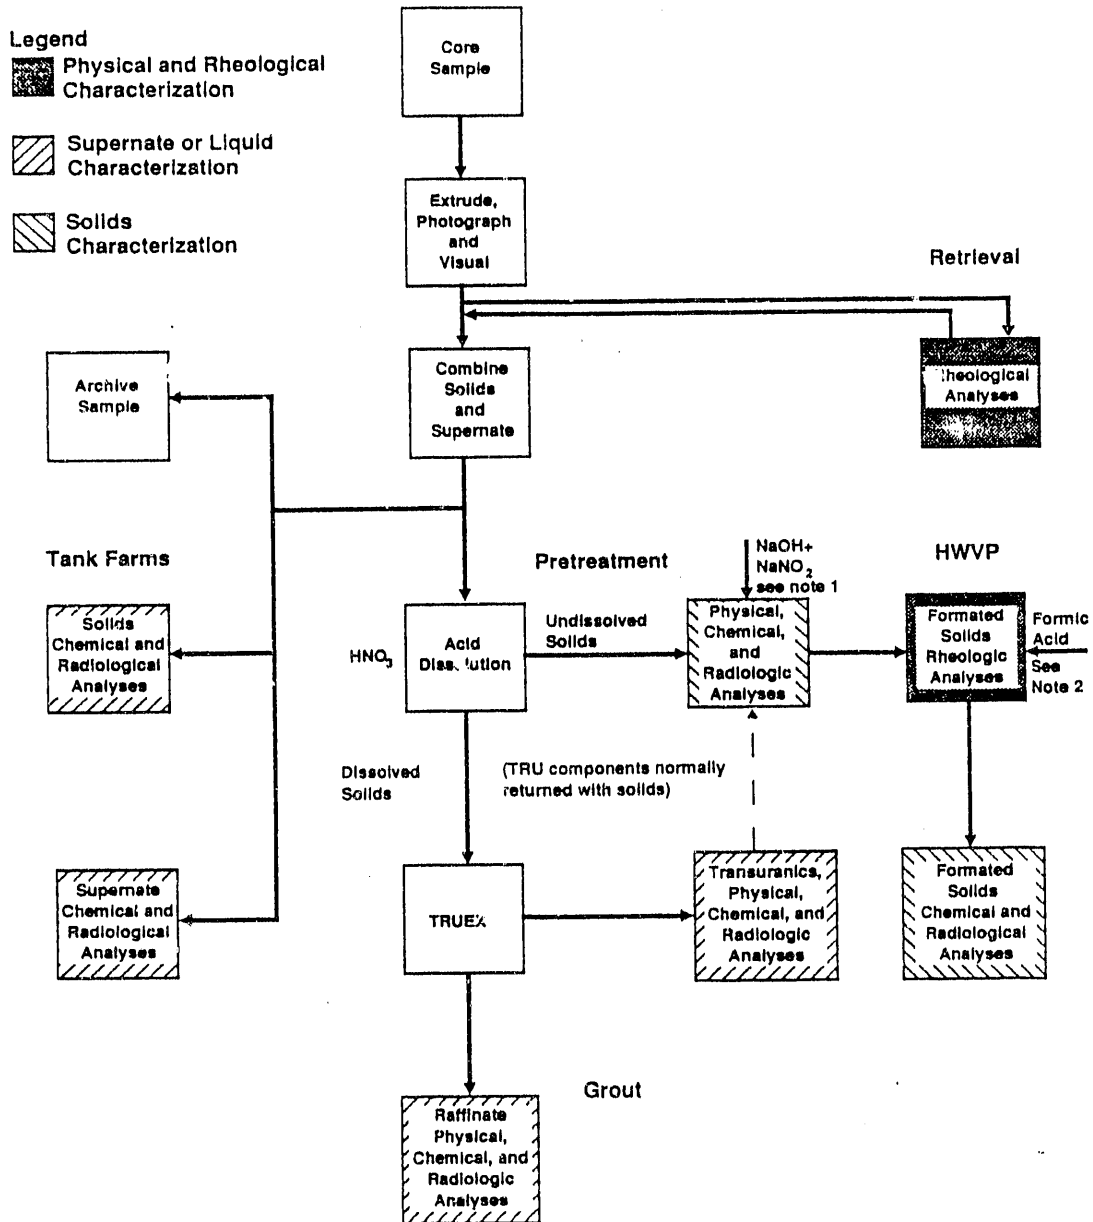 Legend
Physical and Rheological
Characterization
Supernate or Liquid
Characterization
Solids
Characterization
Core
Sample
Extrude,
Photograph
and
Visual
Retrieval
Analyses
Combine
Solids
and
Supernate
Archive
Sample
Tank Farms
Solids
Chemical and
Radiological
Analyses
Supernate
Chemical and
Radiological
Analyses
Pretreatment
HNO3
Acid
Undissolved
Solids
NaOH+
NaNO2
see note 1
Physical,
Chemical,
and
Radiologic
Analyses
HWVP
Formated
Solids
Rheologic
Analyses
Formic
Acid
See
Note 2
Dissolved
Solids
(TRU components normally
returned with solids)
TRUEX
Transuranics,
Physical,
Chemical, and
Radiologic
Analyses
Formated
Solids
Chemical and
Radiological
Analyses
Grout
Raffinate
Physical,
Chemical, and
Radiologic
Analyses